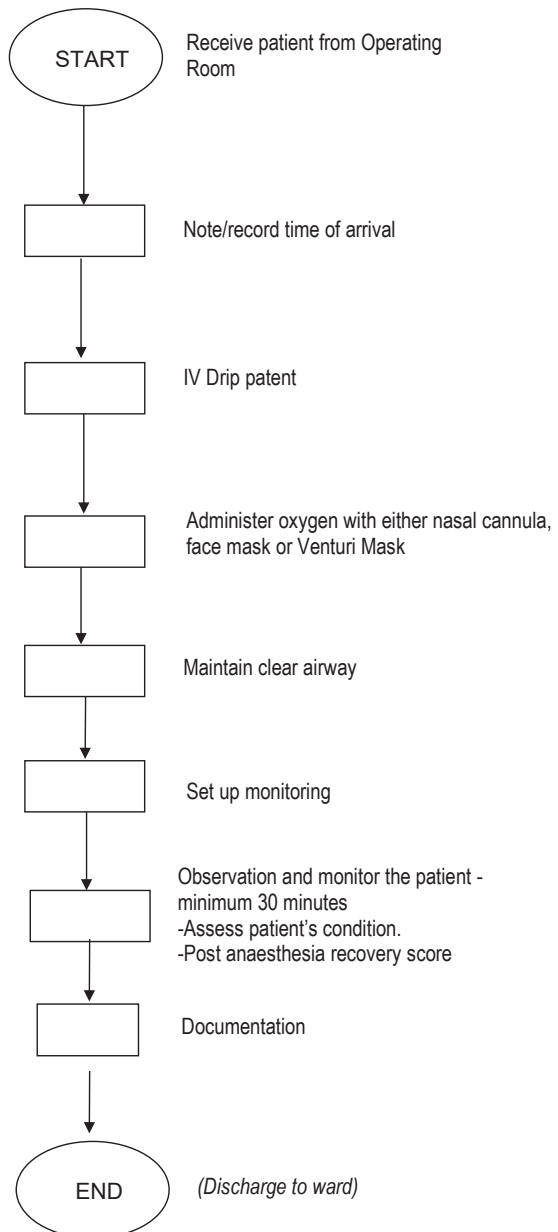 START
Receive patient from Operating
Room
Note/record time of arrival
IV Drip patent
Administer oxygen with either nasal cannula,
face mask or Venturi Mask
Maintain clear airway
Set up monitoring
Observation and monitor the patient -
minimum 30 minutes
-Assess patient's condition.
-Post anaesthesia recovery score
Documentation
END
(Discharge to ward)